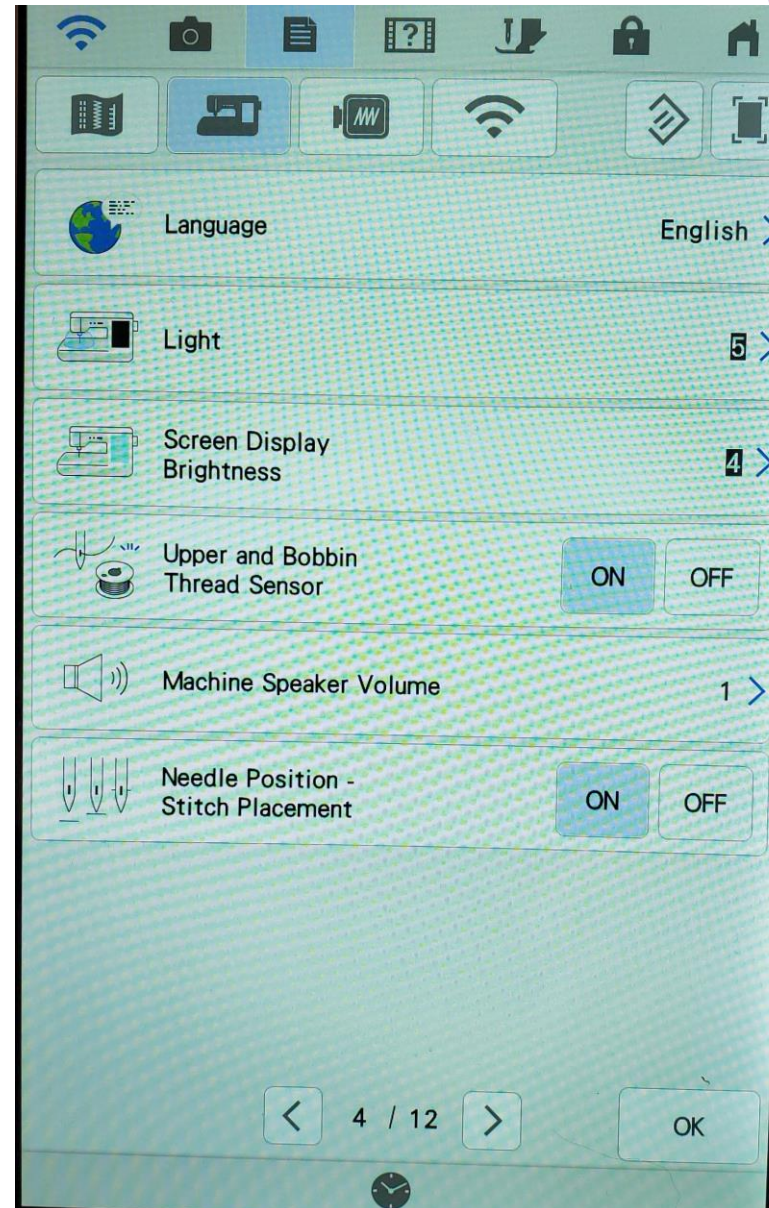 Language
English
Light
5
Screen Display
Brightness
4
Upper and Bobbin
Thread Sensor
ON
OFF
Machine Speaker Volume
1
Needle Position -
Stitch Placement
ON
OFF
4 / 12
OK